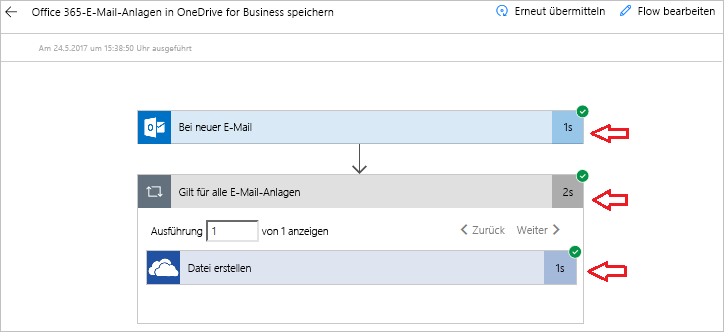 Office 365-E-Mail-Anlagen in OneDrive for Business speichern
Erneut übermitteln
Flow bearbeiten
Am 24.5.2017 um 15:38:50 Uhr ausgeführt
Bei neuer E-Mail 1s
Gilt für alle E-Mail-Anlagen 2s
Ausführung 1 von 1 anzeigen Zurück Weiter
Datei erstellen 1s